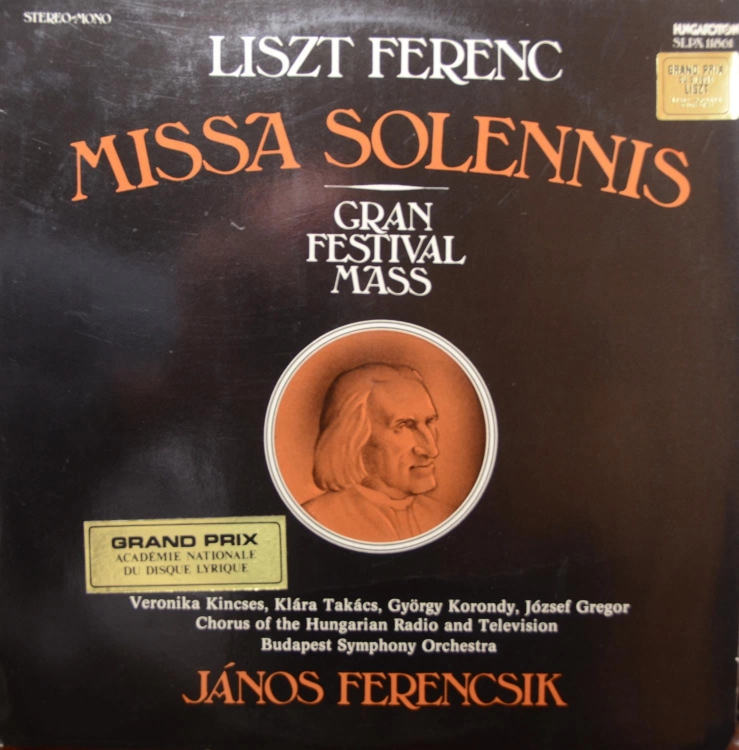 STEREO-MONO
HUNGAROTON
SLPX 11861
GRAND PRIX
LISZT
LISZT FERENC
MISSA SOLENNIS
GRAN
FESTIVAL
MASS
GRAND PRIX
ACADÉMIE NATIONALE
DU DISQUE LYRIQUE
Veronika Kincses, Klára Takács, György Korondy, József Gregor
Chorus of the Hungarian Radio and Television
Budapest Symphony Orchestra
JÁNOS FERENCSIK